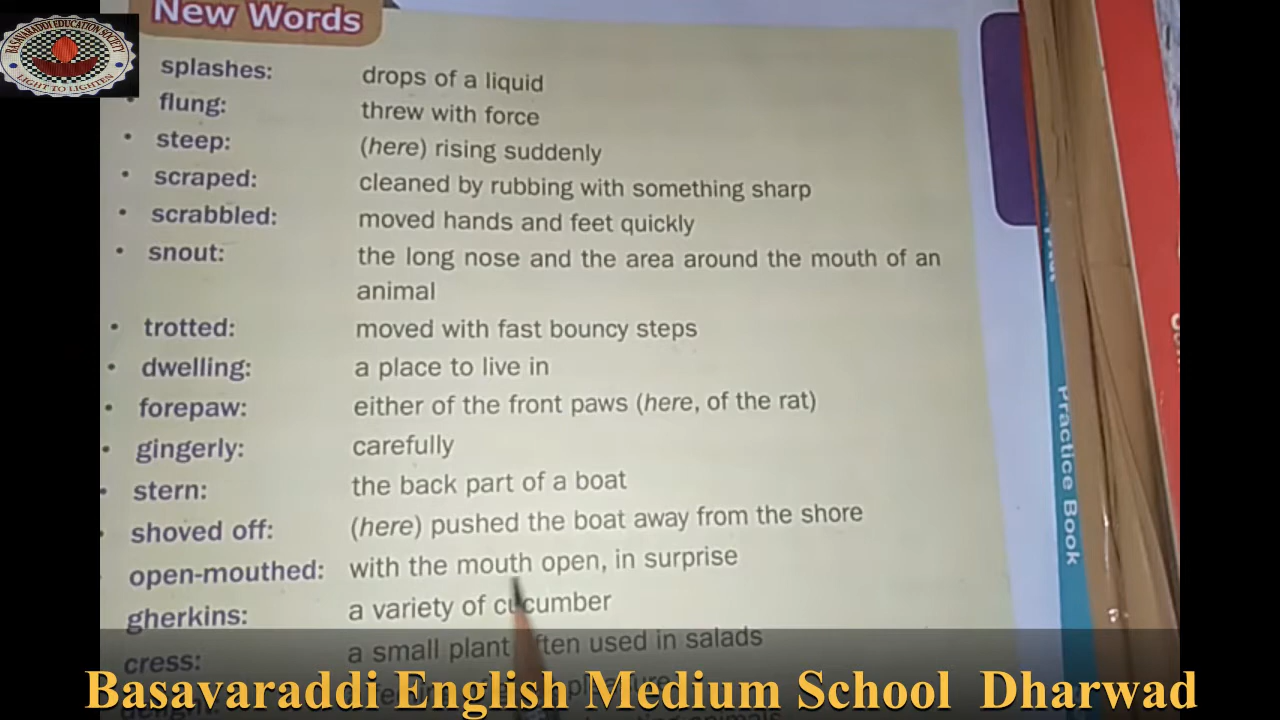 New Words
BASAVARADDI EDUCATION SOCIETY
LIGHT TO LIGHTEN
splashes: drops of a liquid
• flung: threw with force
• steep: (here) rising suddenly
• scraped: cleaned by rubbing with something sharp
• scrabbled: moved hands and feet quickly
• snout: the long nose and the area around the mouth of an
animal
• trotted: moved with fast bouncy steps
• dwelling: a place to live in
• forepaw: either of the front paws (here, of the rat)
• gingerly: carefully
• stern: the back part of a boat
• shoved off: (here) pushed the boat away from the shore
open-mouthed: with the mouth open, in surprise
gherkins: a variety of cucumber
cress: a small plant often used in salads
Practice Book
Basavaraddi English Medium School Dharwad